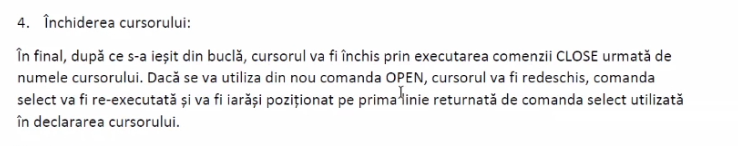 4. Închiderea cursorului:
În final, după ce s-a ieșit din buclă, cursorul va fi închis prin executarea comenzii CLOSE urmată de
numele cursorului. Dacă se va utiliza din nou comanda OPEN, cursorul va fi redeschis, comanda
select va fi re-executată și va fi iarăși poziționat pe prima linie returnată de comanda select utilizată
în declararea cursorului.